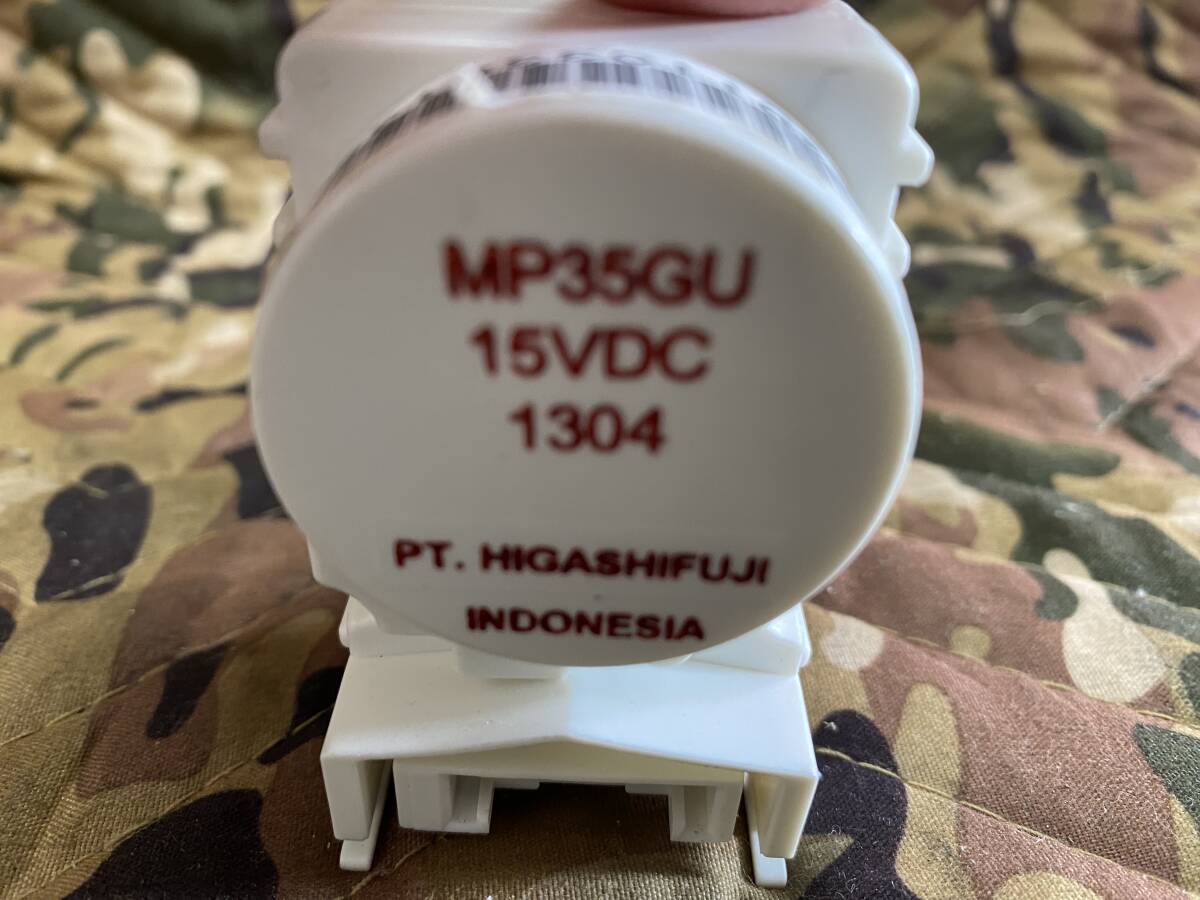 MP35GU
15VDC
1304
PT. HIGASHIFUJI
INDONESIA